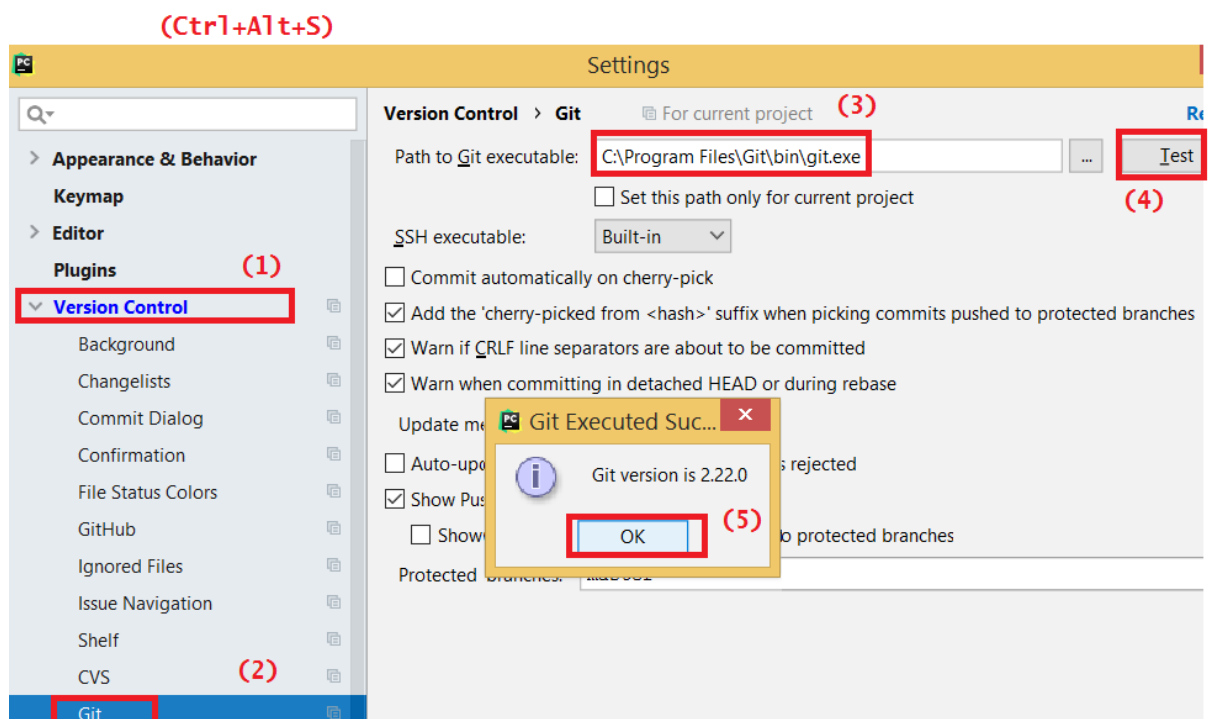 (Ctrl+Alt+S)
PC
Settings
Version Control > Git
For current project
(3)
Re
Appearance & Behavior
Path to Git executable:
C:\Program Files\Git\bin\git.exe
...
Test
Keymap
Set this path only for current project
(4)
Editor
SSH executable:
Built-in
Plugins
(1)
Commit automatically on cherry-pick
Version Control
Add the 'cherry-picked from <hash>' suffix when picking commits pushed to protected branches
Background
Warn if CRLF line separators are about to be committed
Changelists
Warn when committing in detached HEAD or during rebase
Commit Dialog
Update me
PC Git Executed Suc...
Confirmation
Auto-upd
Git version is 2.22.0
s rejected
File Status Colors
Show Pus
GitHub
Show
OK
(5)
to protected branches
Ignored Files
Protected branches:
Issue Navigation
Shelf
CVS
(2)
Git